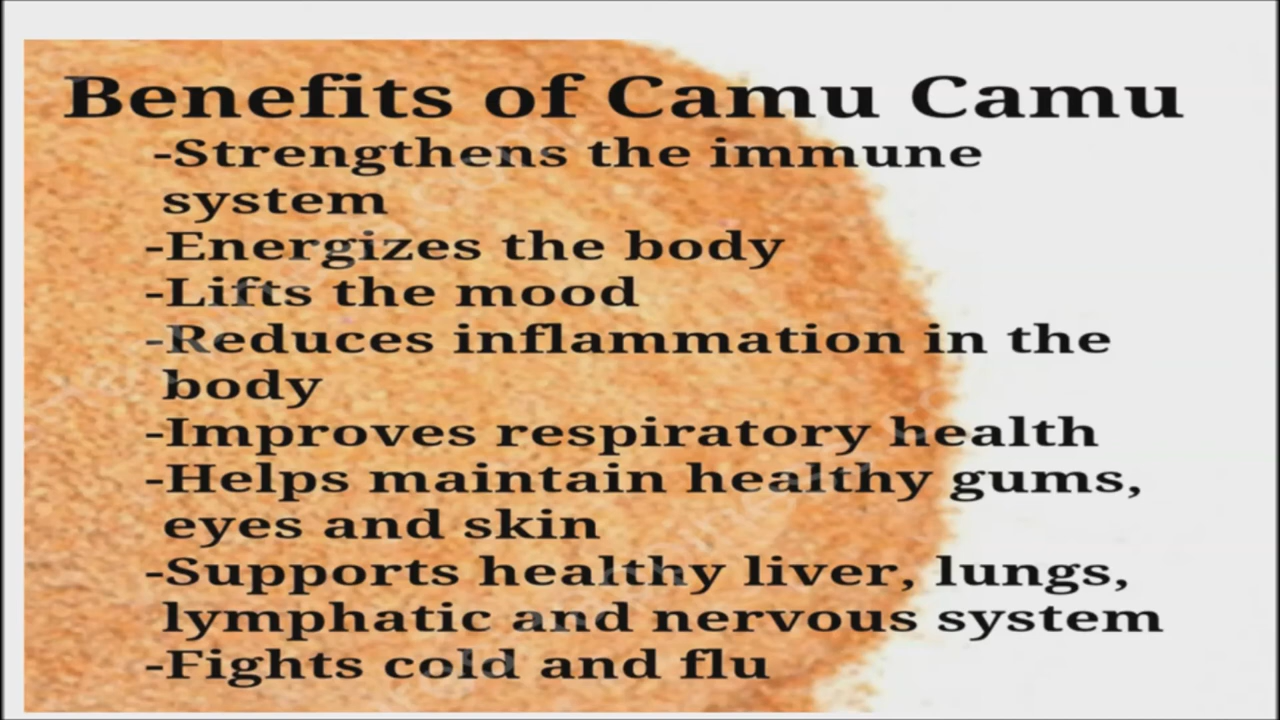 Benefits of Camu Camu
-Strengthens the immune
system
-Energizes the body
-Lifts the mood
-Reduces inflammation in the
body
-Improves respiratory health
-Helps maintain healthy gums,
eyes and skin
-Supports healthy liver, lungs,
lymphatic and nervous system
-Fights cold and flu